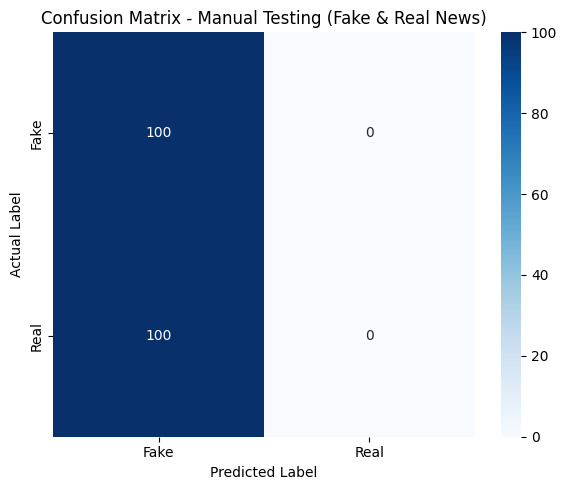 Confusion Matrix - Manual Testing (Fake & Real News)
Actual Label
Fake
100
0
Real
100
0
Fake
Real
Predicted Label
100
80
60
40
20
0